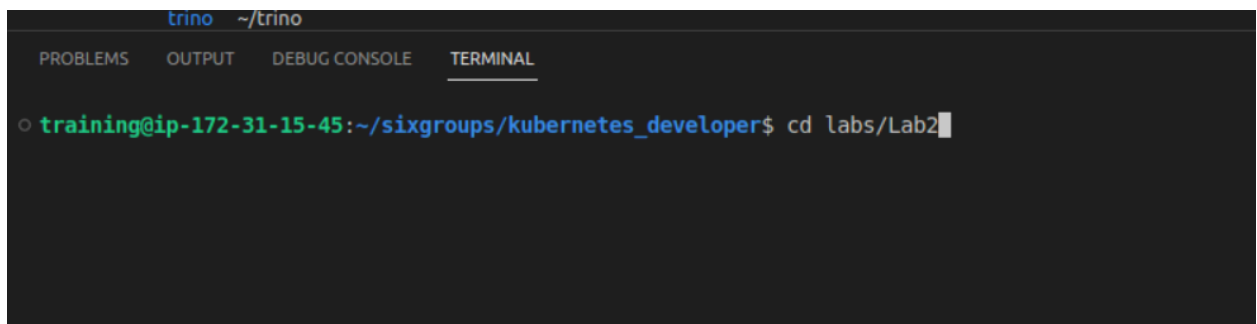 trino ~/trino
PROBLEMS OUTPUT DEBUG CONSOLE TERMINAL
training@ip-172-31-15-45:~/sixgroups/kubernetes_developer$ cd labs/Lab2